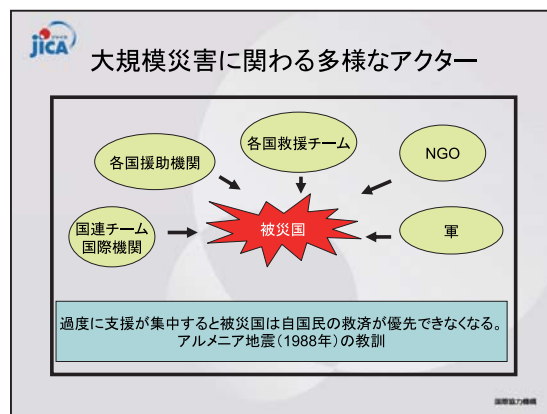 jICA
大規模災害に関わる多様なアクター
各国救援チーム
各国援助機関
NGO
国連チーム
国際機関
被災国
軍
過度に支援が集中すると被災国は自国民の救済が優先できなくなる。
アルメニア地震(1988年)の教訓
国際協力機構